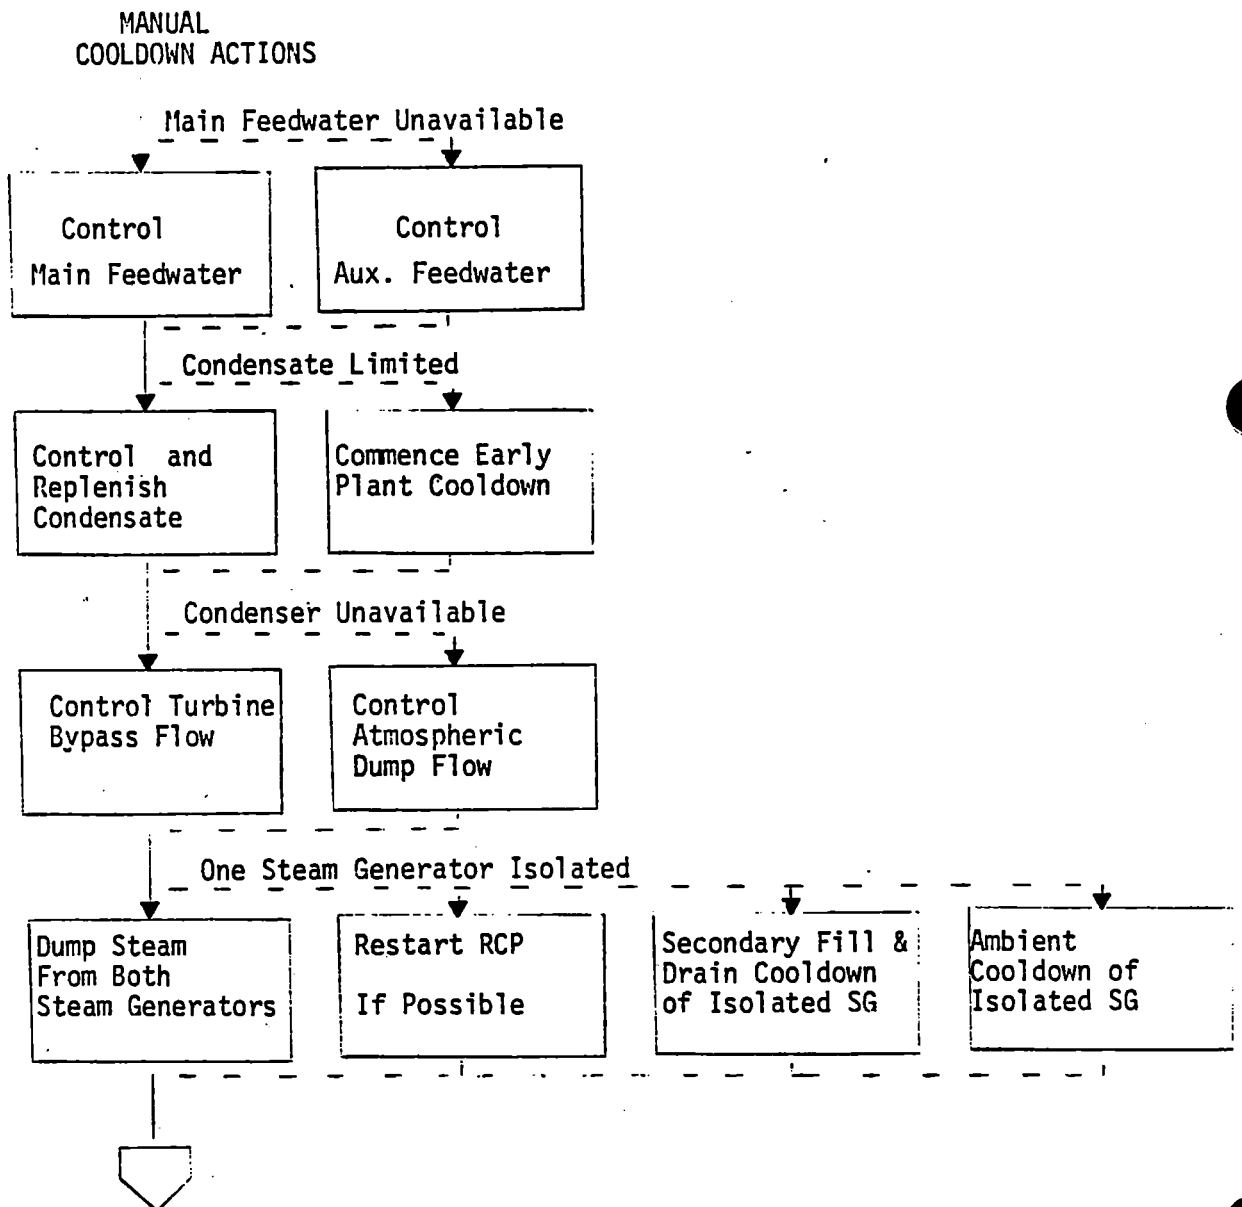 MANUAL
COOLDOWN ACTIONS
Main Feedwater Unavailable
Control
Main Feedwater
Control
Aux. Feedwater
Condensate Limited
Control and
Replenish
Condensate
Commence Early
Plant Cooldown
Condenser Unavailable
Control Turbine
Bypass Flow
Control
Atmospheric
Dump Flow
One Steam Generator Isolated
Dump Steam
From Both
Steam Generators
Restart RCP
If Possible
Secondary Fill &
Drain Cooldown
of Isolated SG
Ambient
Cooldown of
Isolated SG